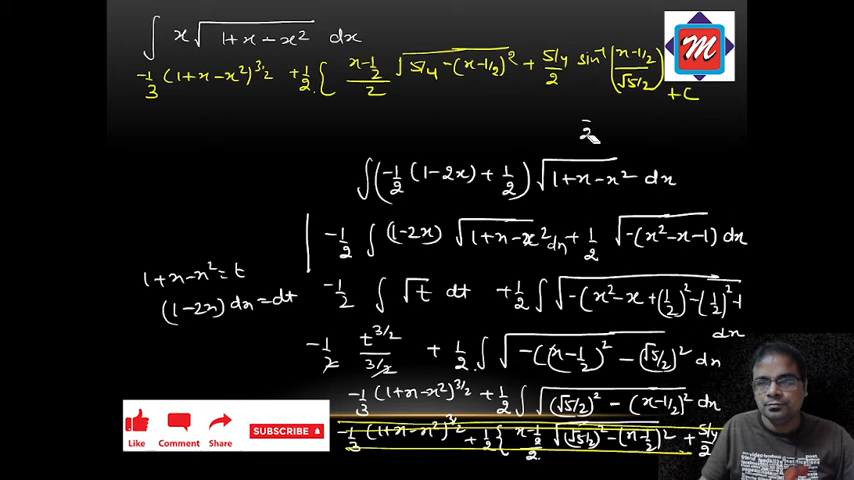 ∫ x √(1+x-x²) dx
-1/3 (1+x-x²)^3/2 + 1/2 { (x-1/2)/2 √(5/4-(x-1/2)²) + (5/4)/2 sin⁻¹ ((x-1/2)/(√5/2)) + C
m
2
∫(-1/2 (1-2x) + 1/2) √(1+x-x²) dx
-1/2 ∫ (1-2x) √(1+x-x²) dx + 1/2 √(-(x²-x-1)) dx
1+x-x² = t
(1-2x) dx = dt
-1/2 ∫ √t dt + 1/2 ∫ √(-(x²-x+(1/2)²-(1/2)²-1 dx
-1/2 t^3/2 / 3/2 + 1/2 ∫ √(-((x-1/2)² - (√5/2)² dx
-1/3 (1+x-x²)^3/2 + 1/2 ∫ √((√5/2)² - (x-1/2)²) dx
-1/3 (1+x-x²)^3/2 + 1/2 { (x-1/2)/2 √((√5/2)²-(x-1/2)²) + (5/4)/2
Like Comment Share SUBSCRIBE